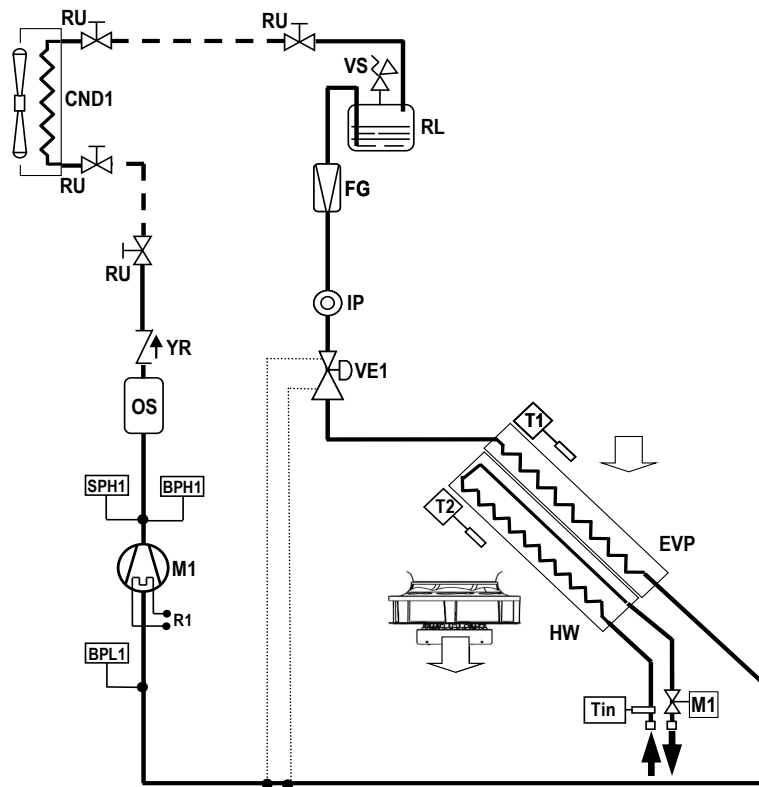 RU
RU
VS
CND1
RL
RU
FG
RU
IP
YR
VE1
OS
T1
SPH1
BPH1
T2
EVP
M1
R1
HW
BPL1
Tin
M1